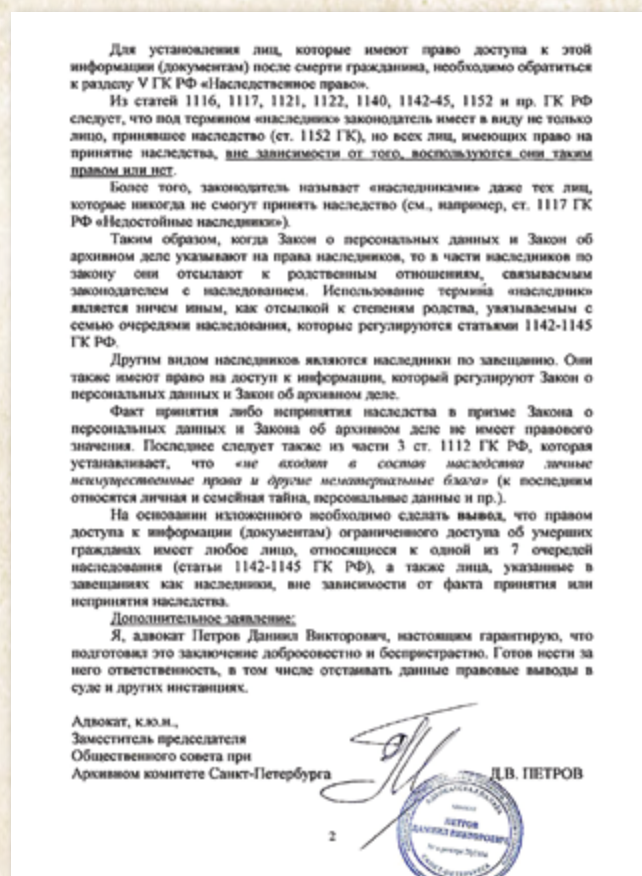 Для установления лиц, которые имеют право доступа к этой
информации (документам) после смерти гражданина, необходимо обратиться
к разделу V ГК РФ «Наследственное право».
Из статей 1116, 1117, 1121, 1122, 1140, 1142-45, 1152 и пр. ГК РФ
следует, что под термином «наследник» законодатель имеет в виду не только
лицо, принявшее наследство (ст. 1152 ГК), но всех лиц, имеющих право на
принятие наследства, вне зависимости от того, воспользуются они таким
правом или нет.
Более того, законодатель называет «наследниками» даже тех лиц,
которые никогда не смогут принять наследство (см., например, ст. 1117 ГК
РФ «Недостойные наследники»).
Таким образом, когда Закон о персональных данных и Закон об
архивном деле указывают на права наследников, то в части наследников по
закону они отсылают к родственным отношениям, связываемым
законодателем с наследованием. Использование термина «наследник»
является ничем иным, как отсылкой к степеням родства, увязываемым с
семью очередями наследования, которые регулируются статьями 1142-1145
ГК РФ.
Другим видом наследников являются наследники по завещанию. Они
также имеют право на доступ к информации, который регулируют Закон о
персональных данных и Закон об архивном деле.
Факт принятия либо непринятия наследства в призме Закона о
персональных данных и Закона об архивном деле не имеет правового
значения. Последнее следует также из части 3 ст. 1112 ГК РФ, которая
устанавливает, что «не входят в состав наследства личные
неимущественные права и другие нематериальные блага» (к последним
относятся личная и семейная тайна, персональные данные и пр.).
На основании изложенного необходимо сделать вывод, что правом
доступа к информации (документам) ограниченного доступа об умерших
гражданах имеет любое лицо, относящиеся к одной из 7 очередей
наследования (статьи 1142-1145 ГК РФ), а также лица, указанные в
завещаниях как наследники, вне зависимости от факта принятия или
непринятия наследства.
Дополнительное заявление:
Я, адвокат Петров Даниил Викторович, настоящим гарантирую, что
подготовил это заключение добросовестно и беспристрастно. Готов нести за
него ответственность, в том числе отстаивать данные правовые выводы в
суде и других инстанциях.
Адвокат, к.ю.н.,
Заместитель председателя
Общественного совета при
Архивном комитете Санкт-Петербурга
Д.В. ПЕТРОВ
АДВОКАТСКАЯ ПАЛАТА
адвокат
ПЕТРОВ
ДАНИИЛ ВИКТОРОВИЧ
САНКТ-ПЕТЕРБУРГА
2